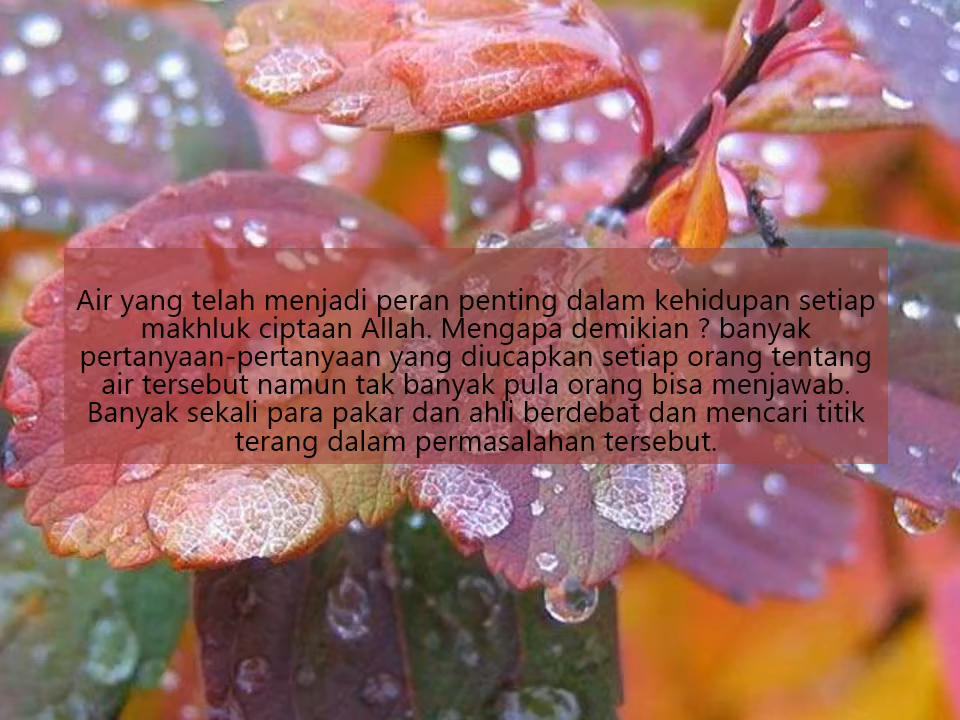 Air yang telah menjadi peran penting dalam kehidupan setiap
makhluk ciptaan Allah. Mengapa demikian ? banyak
pertanyaan-pertanyaan yang diucapkan setiap orang tentang
air tersebut namun tak banyak pula orang bisa menjawab.
Banyak sekali para pakar dan ahli berdebat dan mencari titik
terang dalam permasalahan tersebut.